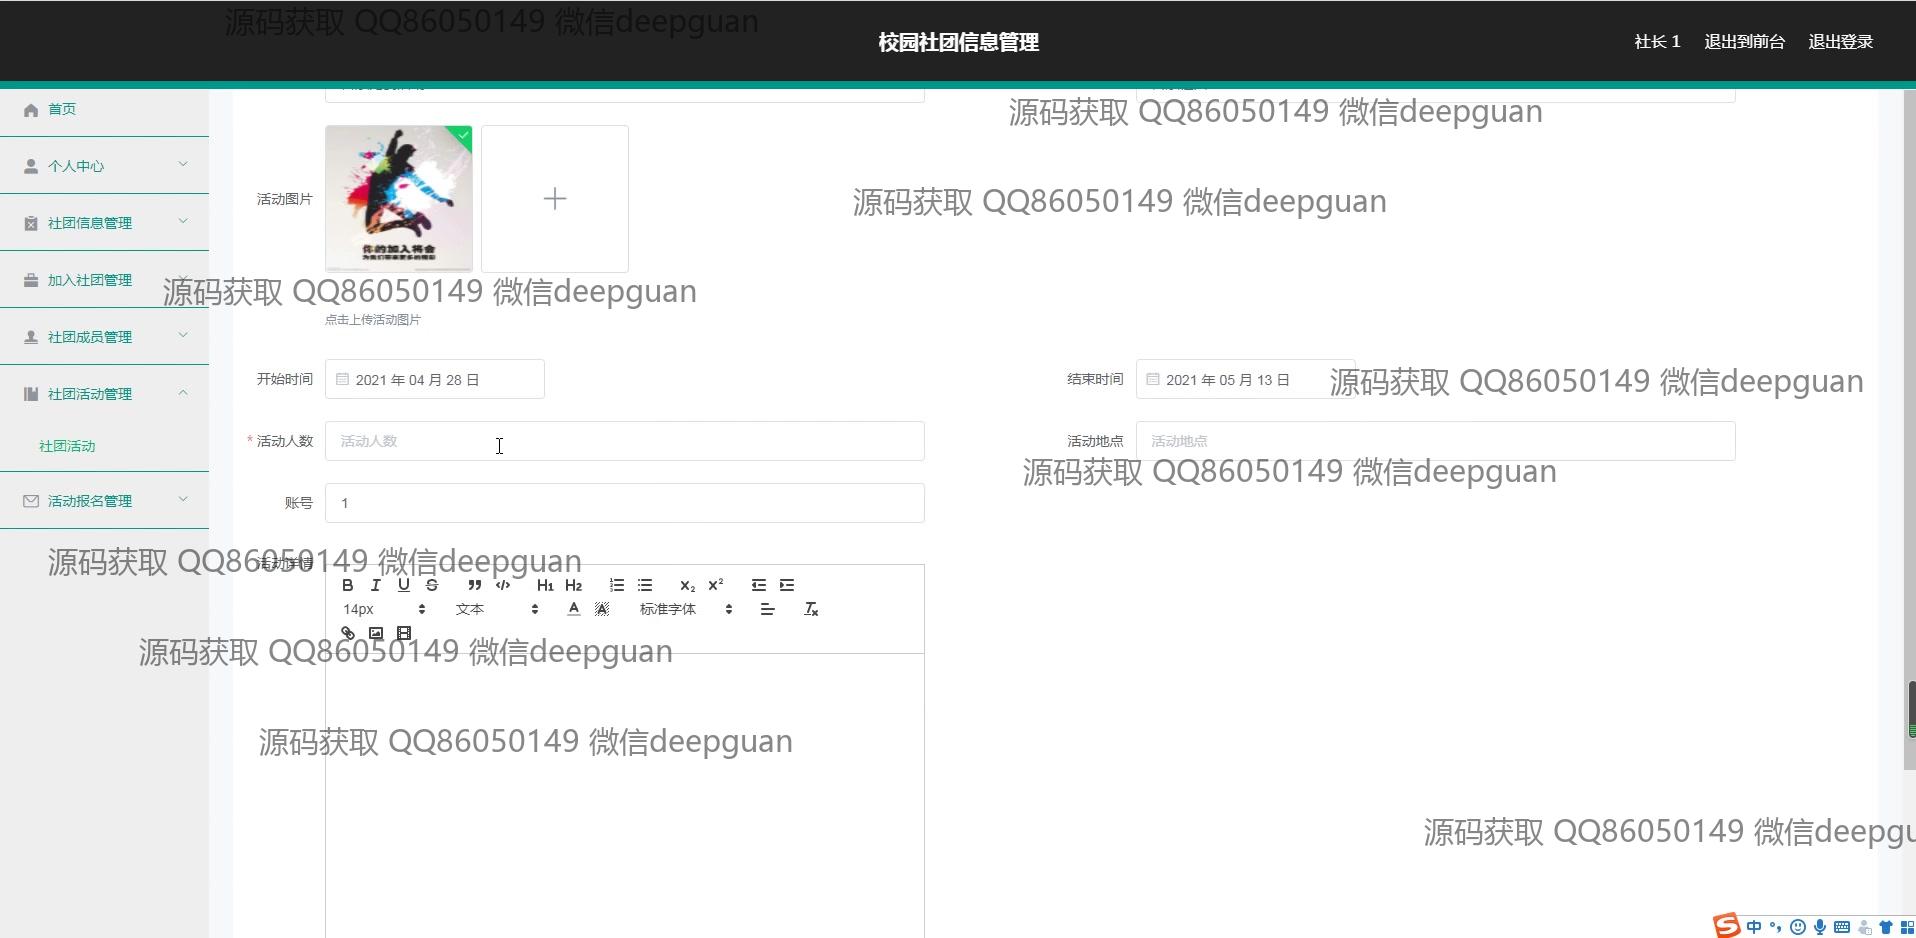 源码获取 QQ86050149 微信deepguan
校园社团信息管理
社长 1 退出到前台 退出登录
首页
源码获取 QQ86050149 微信deepguan
个人中心
活动图片
你的加入将会
为我们带来更多的精彩
源码获取 QQ86050149 微信deepguan
社团信息管理
加入社团管理
源码获取 QQ86050149 微信deepguan
点击上传活动图片
社团成员管理
开始时间 2021 年 04 月 28 日
结束时间 2021 年 05 月 13 日
源码获取 QQ86050149 微信deepguan
社团活动管理
* 活动人数 活动人数
活动地点 活动地点
社团活动
源码获取 QQ86050149 微信deepguan
活动报名管理
账号 1
活动详情
源码获取 QQ86050149 微信deepguan
B I U S ” </> H1 H2 X2 X2
14px 文本 A A 标准字体 Tx
源码获取 QQ86050149 微信deepguan
源码获取 QQ86050149 微信deepguan
源码获取 QQ86050149 微信deepgu
S 中